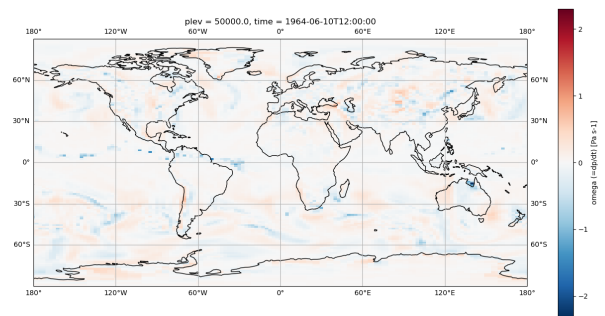 plev = 50000.0, time = 1964-06-10T12:00:00
180° 120°W 60°W 0° 60°E 120°E 180°
60°N 60°N
30°N 30°N
0° 0°
30°S 30°S
60°S 60°S
180° 120°W 60°W 0° 60°E 120°E 180°
2
1
0
−1
−2
omega (=dp/dt) [Pa s-1]